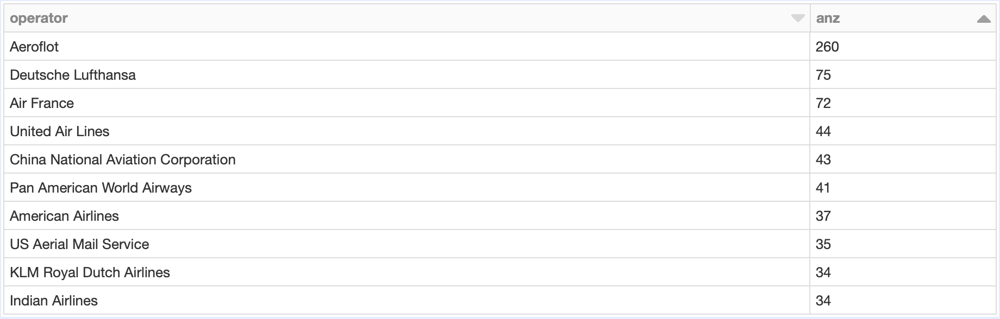 operator anz
Aeroflot 260
Deutsche Lufthansa 75
Air France 72
United Air Lines 44
China National Aviation Corporation 43
Pan American World Airways 41
American Airlines 37
US Aerial Mail Service 35
KLM Royal Dutch Airlines 34
Indian Airlines 34